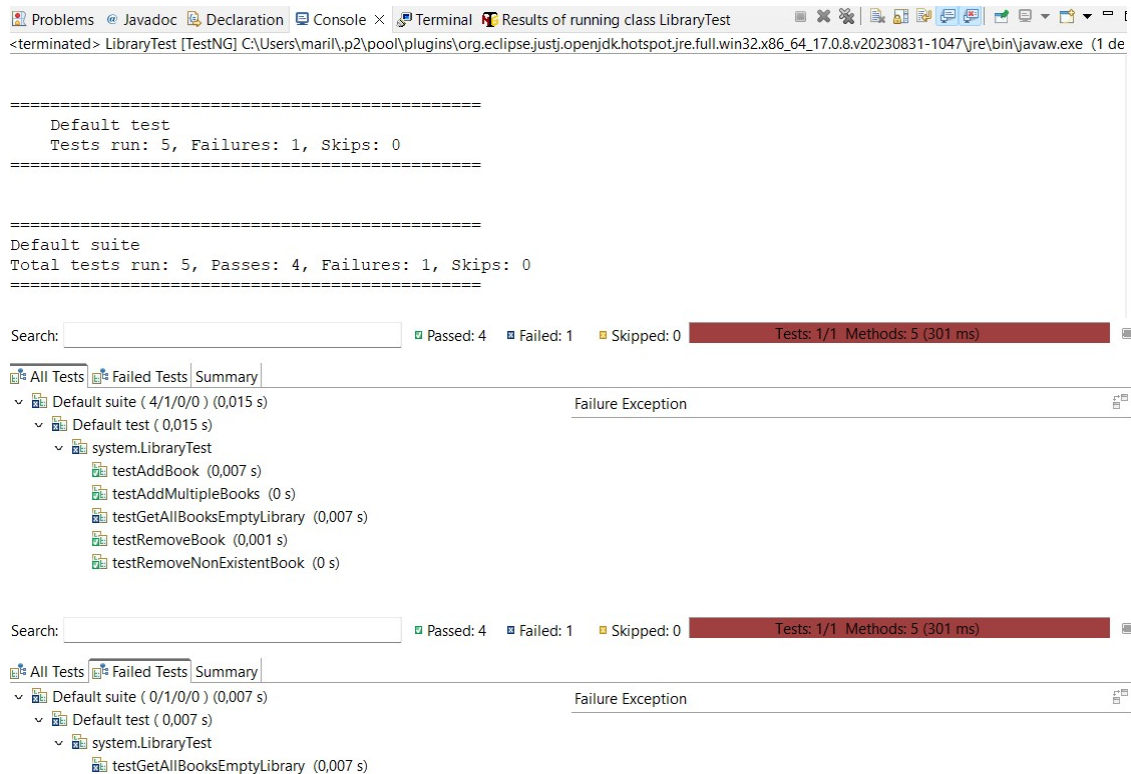 Problems @ Javadoc Declaration Console × Terminal Results of running class LibraryTest
<terminated> LibraryTest [TestNG] C:\Users\maril\.p2\pool\plugins\org.eclipse.justj.openjdk.hotspot.jre.full.win32.x86_64_17.0.8.v20230831-1047\jre\bin\javaw.exe (1 de
===============================================
Default test
Tests run: 5, Failures: 1, Skips: 0
===============================================
===============================================
Default suite
Total tests run: 5, Passes: 4, Failures: 1, Skips: 0
===============================================
Search: Passed: 4 Failed: 1 Skipped: 0 Tests: 1/1 Methods: 5 (301 ms)
All Tests Failed Tests Summary
Default suite ( 4/1/0/0 ) (0,015 s) Failure Exception
Default test ( 0,015 s)
system.LibraryTest
testAddBook (0,007 s)
testAddMultipleBooks (0 s)
testGetAllBooksEmptyLibrary (0,007 s)
testRemoveBook (0,001 s)
testRemoveNonExistentBook (0 s)
Search: Passed: 4 Failed: 1 Skipped: 0 Tests: 1/1 Methods: 5 (301 ms)
All Tests Failed Tests Summary
Default suite ( 0/1/0/0 ) (0,007 s) Failure Exception
Default test ( 0,007 s)
system.LibraryTest
testGetAllBooksEmptyLibrary (0,007 s)